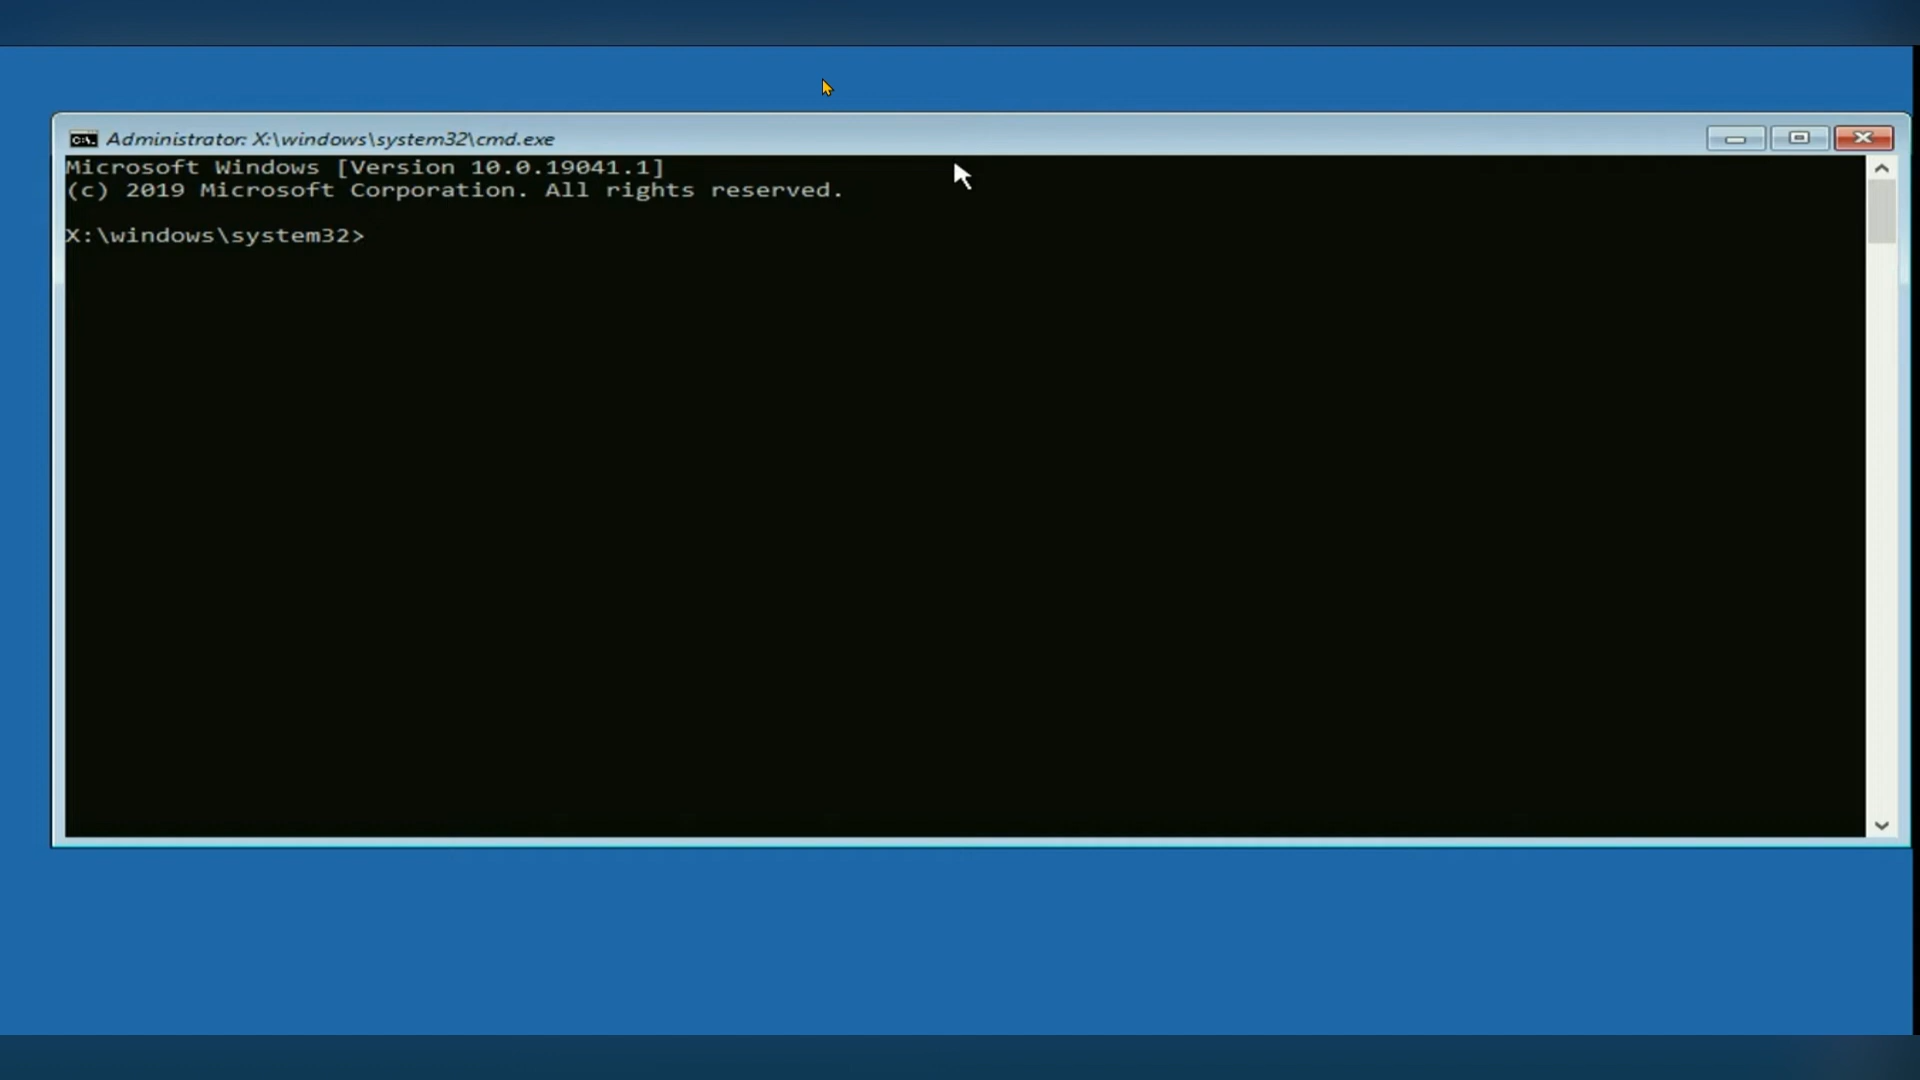 Administrator: X:\windows\system32\cmd.exe
Microsoft Windows [Version 10.0.19041.1]
(c) 2019 Microsoft Corporation. All rights reserved.
X:\windows\system32>